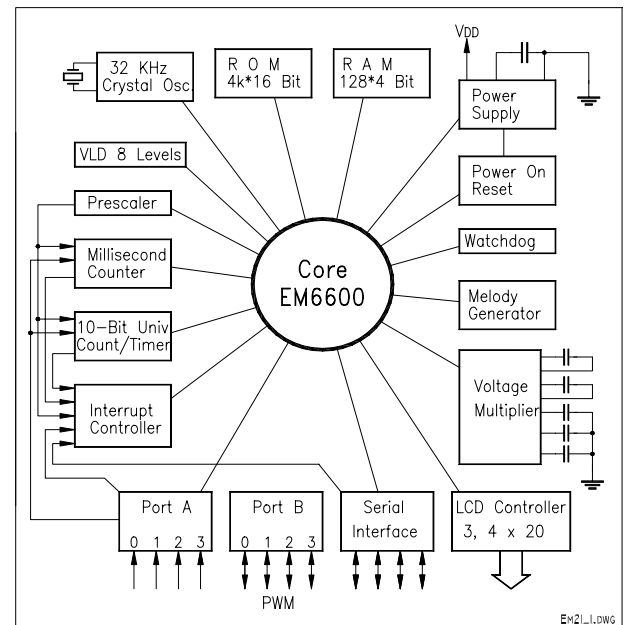 32 KHz
Crystal Osc.
R O M
4k*16 Bit
R A M
128*4 Bit
VDD
Power
Supply
VLD 8 Levels
Power On
Reset
Prescaler
Watchdog
Millisecond
Counter
Core
EM6600
Melody
Generator
10-Bit Univ
Count/Timer
Voltage
Multiplier
Interrupt
Controller
Port A
0 1 2 3
Port B
0 1 2 3
PWM
Serial
Interface
LCD Controller
3, 4 x 20
EM21_1.DWG